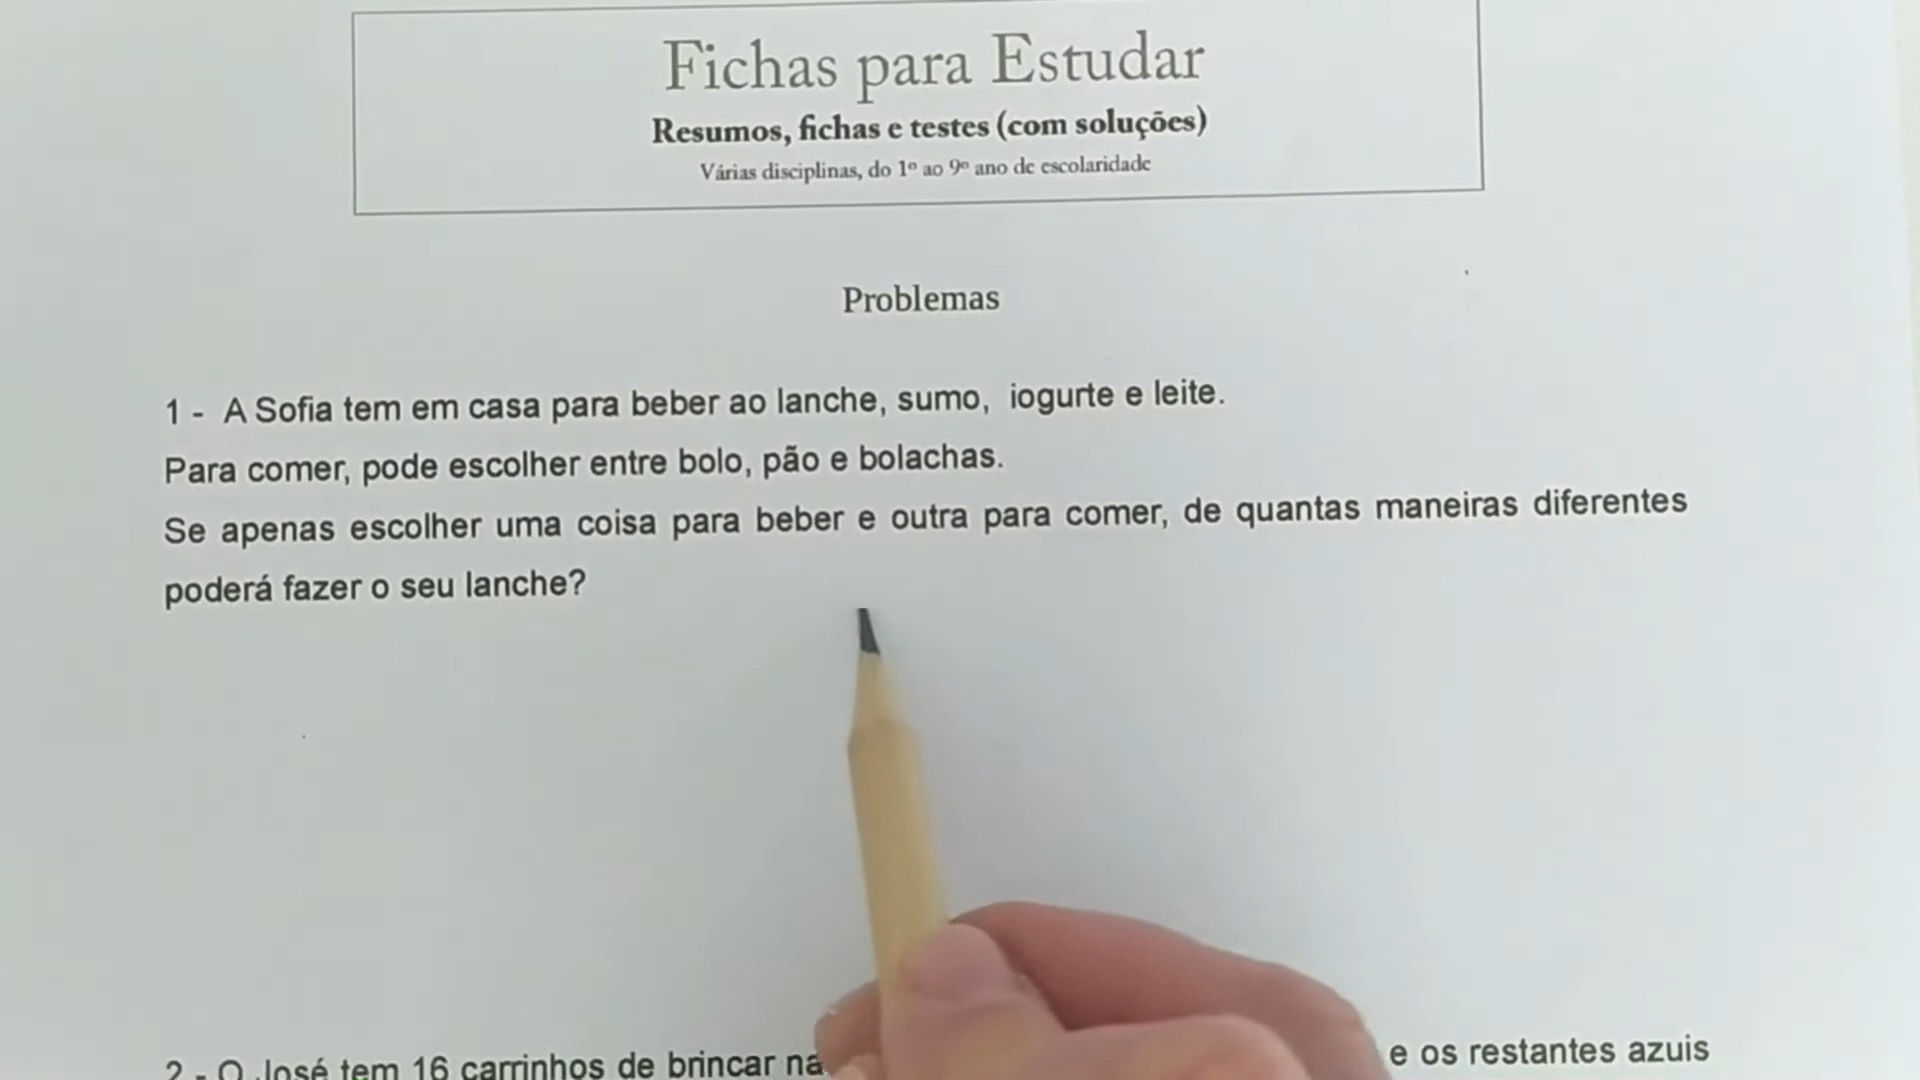 Fichas para Estudar
Resumos, fichas e testes (com soluções)
Várias disciplinas, do 1º ao 9º ano de escolaridade
Problemas
1 - A Sofia tem em casa para beber ao lanche, sumo, iogurte e leite.
Para comer, pode escolher entre bolo, pão e bolachas.
Se apenas escolher uma coisa para beber e outra para comer, de quantas maneiras diferentes
poderá fazer o seu lanche?
2 - O José tem 16 carrinhos de brincar na e os restantes azuis